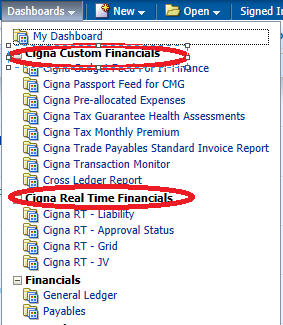 Dashboards New Open Signed In
My Dashboard
Cigna Custom Financials
Cigna Budget Feed For IT Finance
Cigna Passport Feed for CMG
Cigna Pre-allocated Expenses
Cigna Tax Guarantee Health Assessments
Cigna Tax Monthly Premium
Cigna Trade Payables Standard Invoice Report
Cigna Transaction Monitor
Cross Ledger Report
Cigna Real Time Financials
Cigna RT - Liability
Cigna RT - Approval Status
Cigna RT - Grid
Cigna RT - JV
Financials
General Ledger
Payables